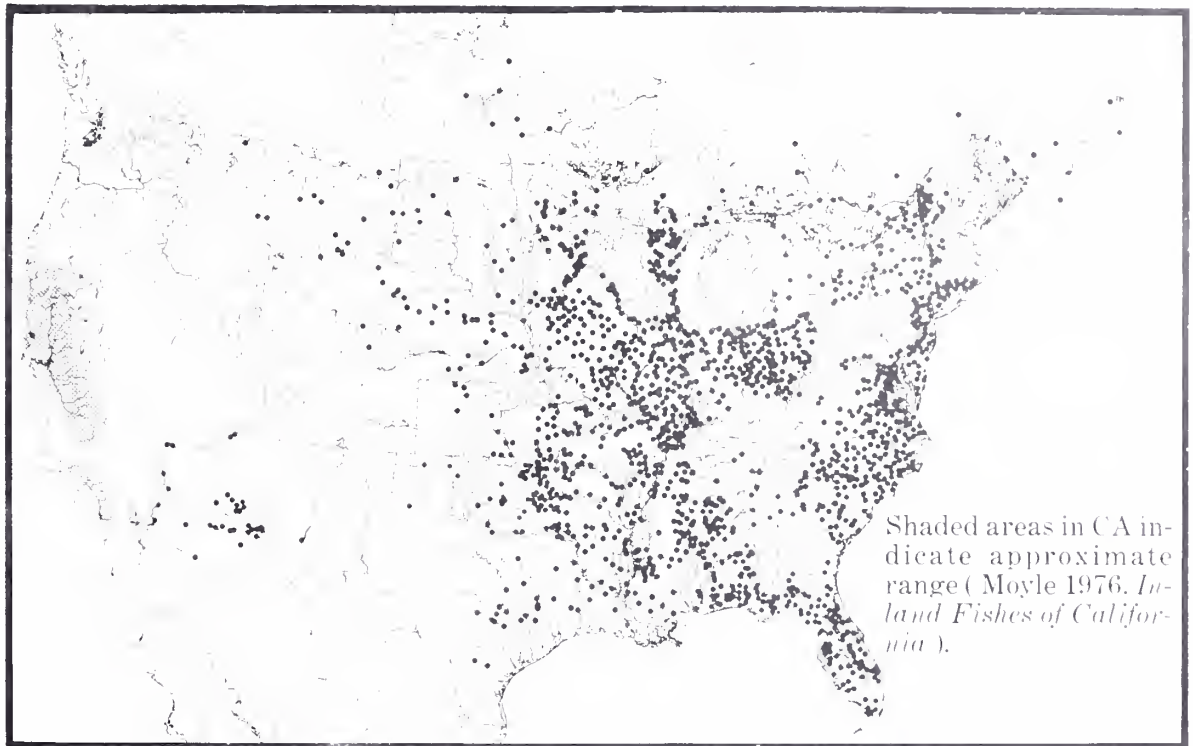 Shaded areas in CA in-
dicate approximate
range ( Moyle 1976. In-
land Fishes of Califor-
nia ).